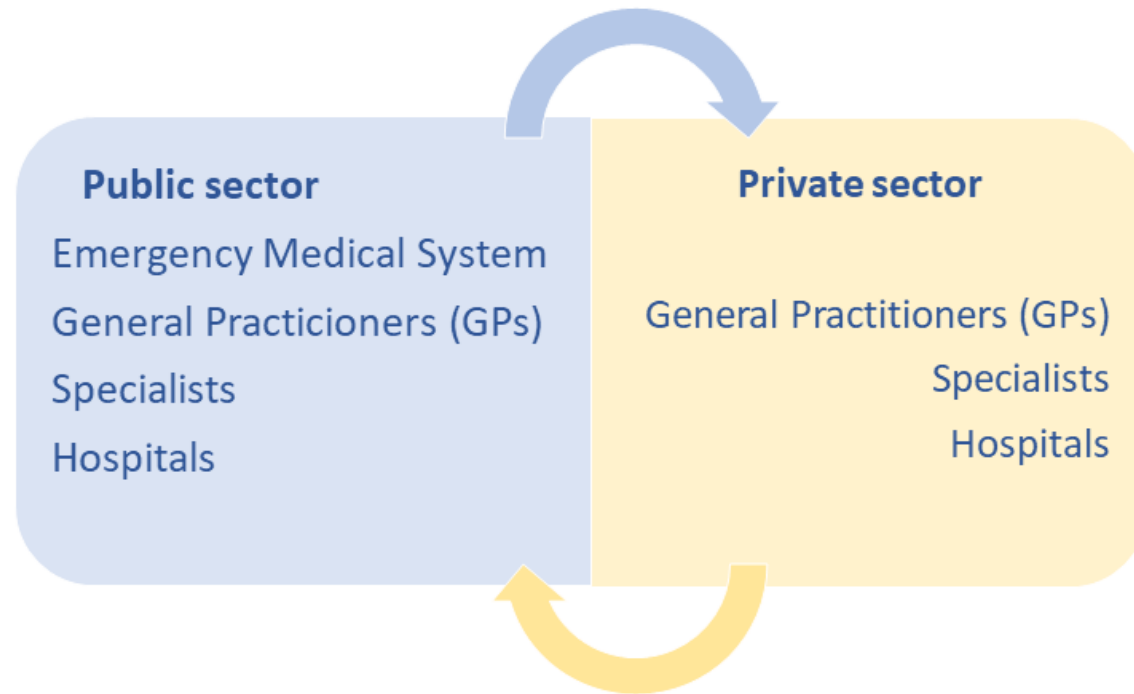 Public sector
Emergency Medical System
General Practicioners (GPs)
Specialists
Hospitals
Private sector
General Practitioners (GPs)
Specialists
Hospitals